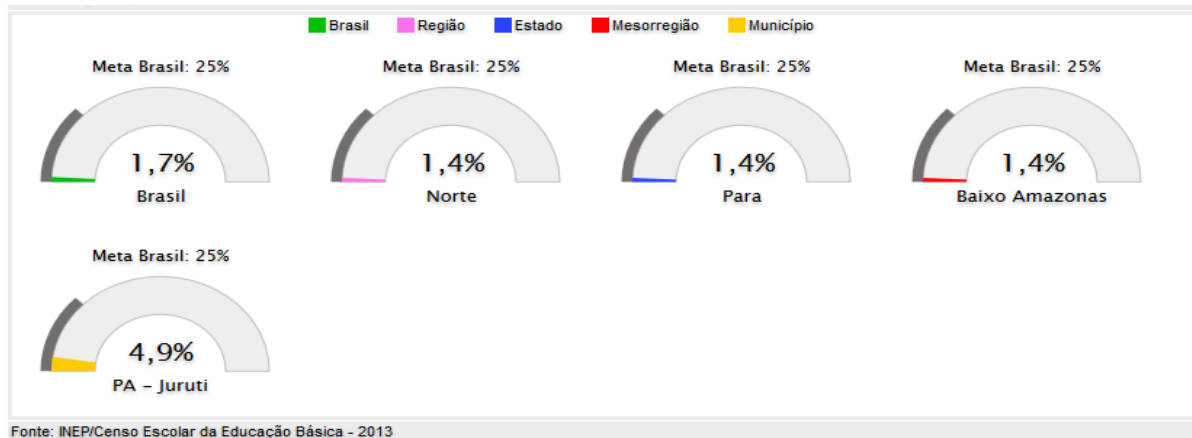 Brasil Região Estado Mesorregião Município
Meta Brasil: 25% Meta Brasil: 25% Meta Brasil: 25% Meta Brasil: 25%
1,7% 1,4% 1,4% 1,4%
Brasil Norte Para Baixo Amazonas
Meta Brasil: 25%
4,9%
PA - Juruti
Fonte: INEP/Censo Escolar da Educação Básica - 2013